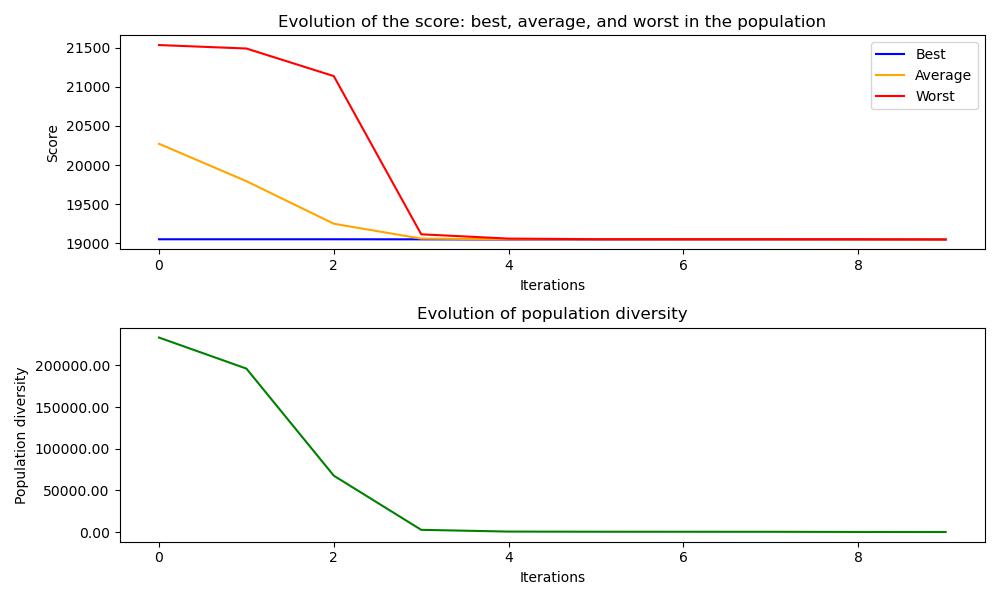 Evolution of the score: best, average, and worst in the population
Score
21500
21000
20500
20000
19500
19000
Best
Average
Worst
0 2 4 6 8
Iterations
Evolution of population diversity
Population diversity
200000.00
150000.00
100000.00
50000.00
0.00
0 2 4 6 8
Iterations